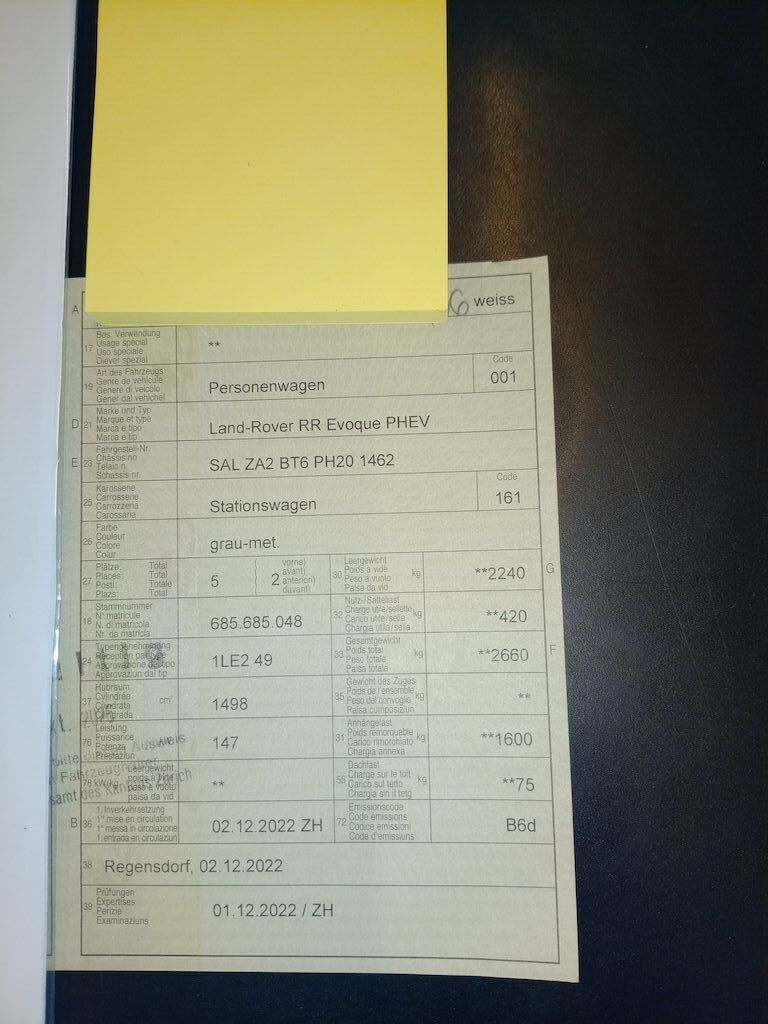 A
6 weiss
17 Bes. Verwendung
Usage spécial
Uso speciale
Diever spezial
**
19 Art des Fahrzeugs
Genre de véhicule
Genere di veicolo
Gener dal vehichel
Personenwagen
Code
001
D 21 Marke und Typ
Marque et type
Marca e tipo
Marca e tip
Land-Rover RR Evoque PHEV
E 23 Fahrgestell-Nr.
Châssis no
Telaio n.
Schassis nr.
SAL ZA2 BT6 PH20 1462
25 Karosserie
Carrosserie
Carrozzeria
Carossaria
Stationswagen
Code
161
26 Farbe
Couleur
Colore
Colur
grau-met.
27 Plätze: Total
Places: Total
Posti: Totale
Plazs: Total
5
( 2 vorne)
avant)
anteriori)
davant)
30 Leergewicht
Poids à vide kg
Peso a vuoto
Paisa da vid
**2240
G
18 Stammnummer
N° matricule
N. di matricola
Nr. da matricla
685.685.048
32 Nutz-/Sattellast
Charge utile/sellette kg
Carico utile/sella
Chargia utila/sella
**420
24 Typengenehmigung
Approvazione del tipo
Approvaziun dal tip
1LE2 49
33 Gesamtgewicht
Poids total kg
Peso totale
Paisa totala
**2660
F
37 Hubraum
Cylindrée cm³
Cilindrata
1498
35 Gewicht des Zuges
Poids de l'ensemble kg
Peso del convoglio
Paisa cumposiziun
**
76 Leistung
Puissance kW
Potenza
Prestaziun
147
31 Anhängelast
Poids remorquable kg
Carico rimorchiato
Chargia annexa
**1600
78 kW/kg Leergewicht
poids à vide
peso a vuoto
paisa da vid
**
55 Dachlast
Charge sur le toit kg
Carico sul tetto
Chargia sin il tetg
**75
B 36 1. Inverkehrsetzung
1re mise en circulation
1a messa in circolazione
1. entrada en circulaziun
02.12.2022 ZH
72 Emissionscode
Code émissions
Codice emissioni
Code d'emissiuns
B6d
38 Regensdorf, 02.12.2022
39 Prüfungen
Expertises
Perizie
Examinaziuns
01.12.2022 / ZH